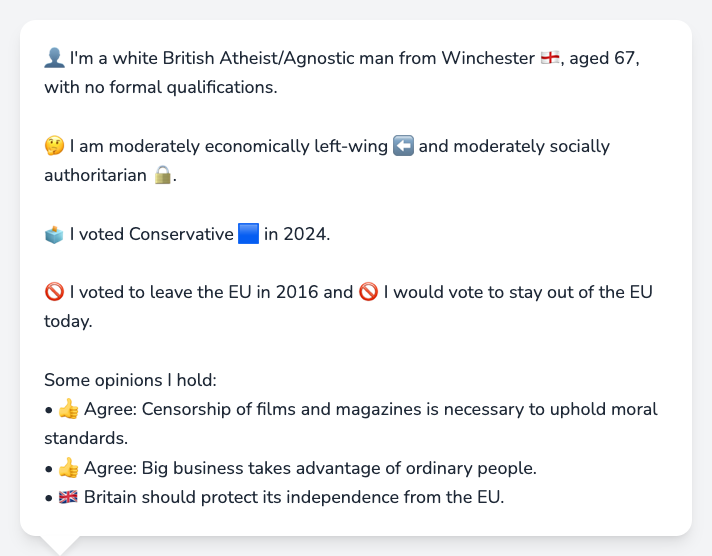 👤 I'm a white British Atheist/Agnostic man from Winchester 🏴󠁧󠁢󠁥󠁮󠁧󠁿, aged 67,
with no formal qualifications.
🤔 I am moderately economically left-wing ⬅️ and moderately socially
authoritarian 🔒.
🗳️ I voted Conservative 🟦 in 2024.
🚫 I voted to leave the EU in 2016 and 🚫 I would vote to stay out of the EU
today.
Some opinions I hold:
• 👍 Agree: Censorship of films and magazines is necessary to uphold moral
standards.
• 👍 Agree: Big business takes advantage of ordinary people.
• 🇬🇧 Britain should protect its independence from the EU.